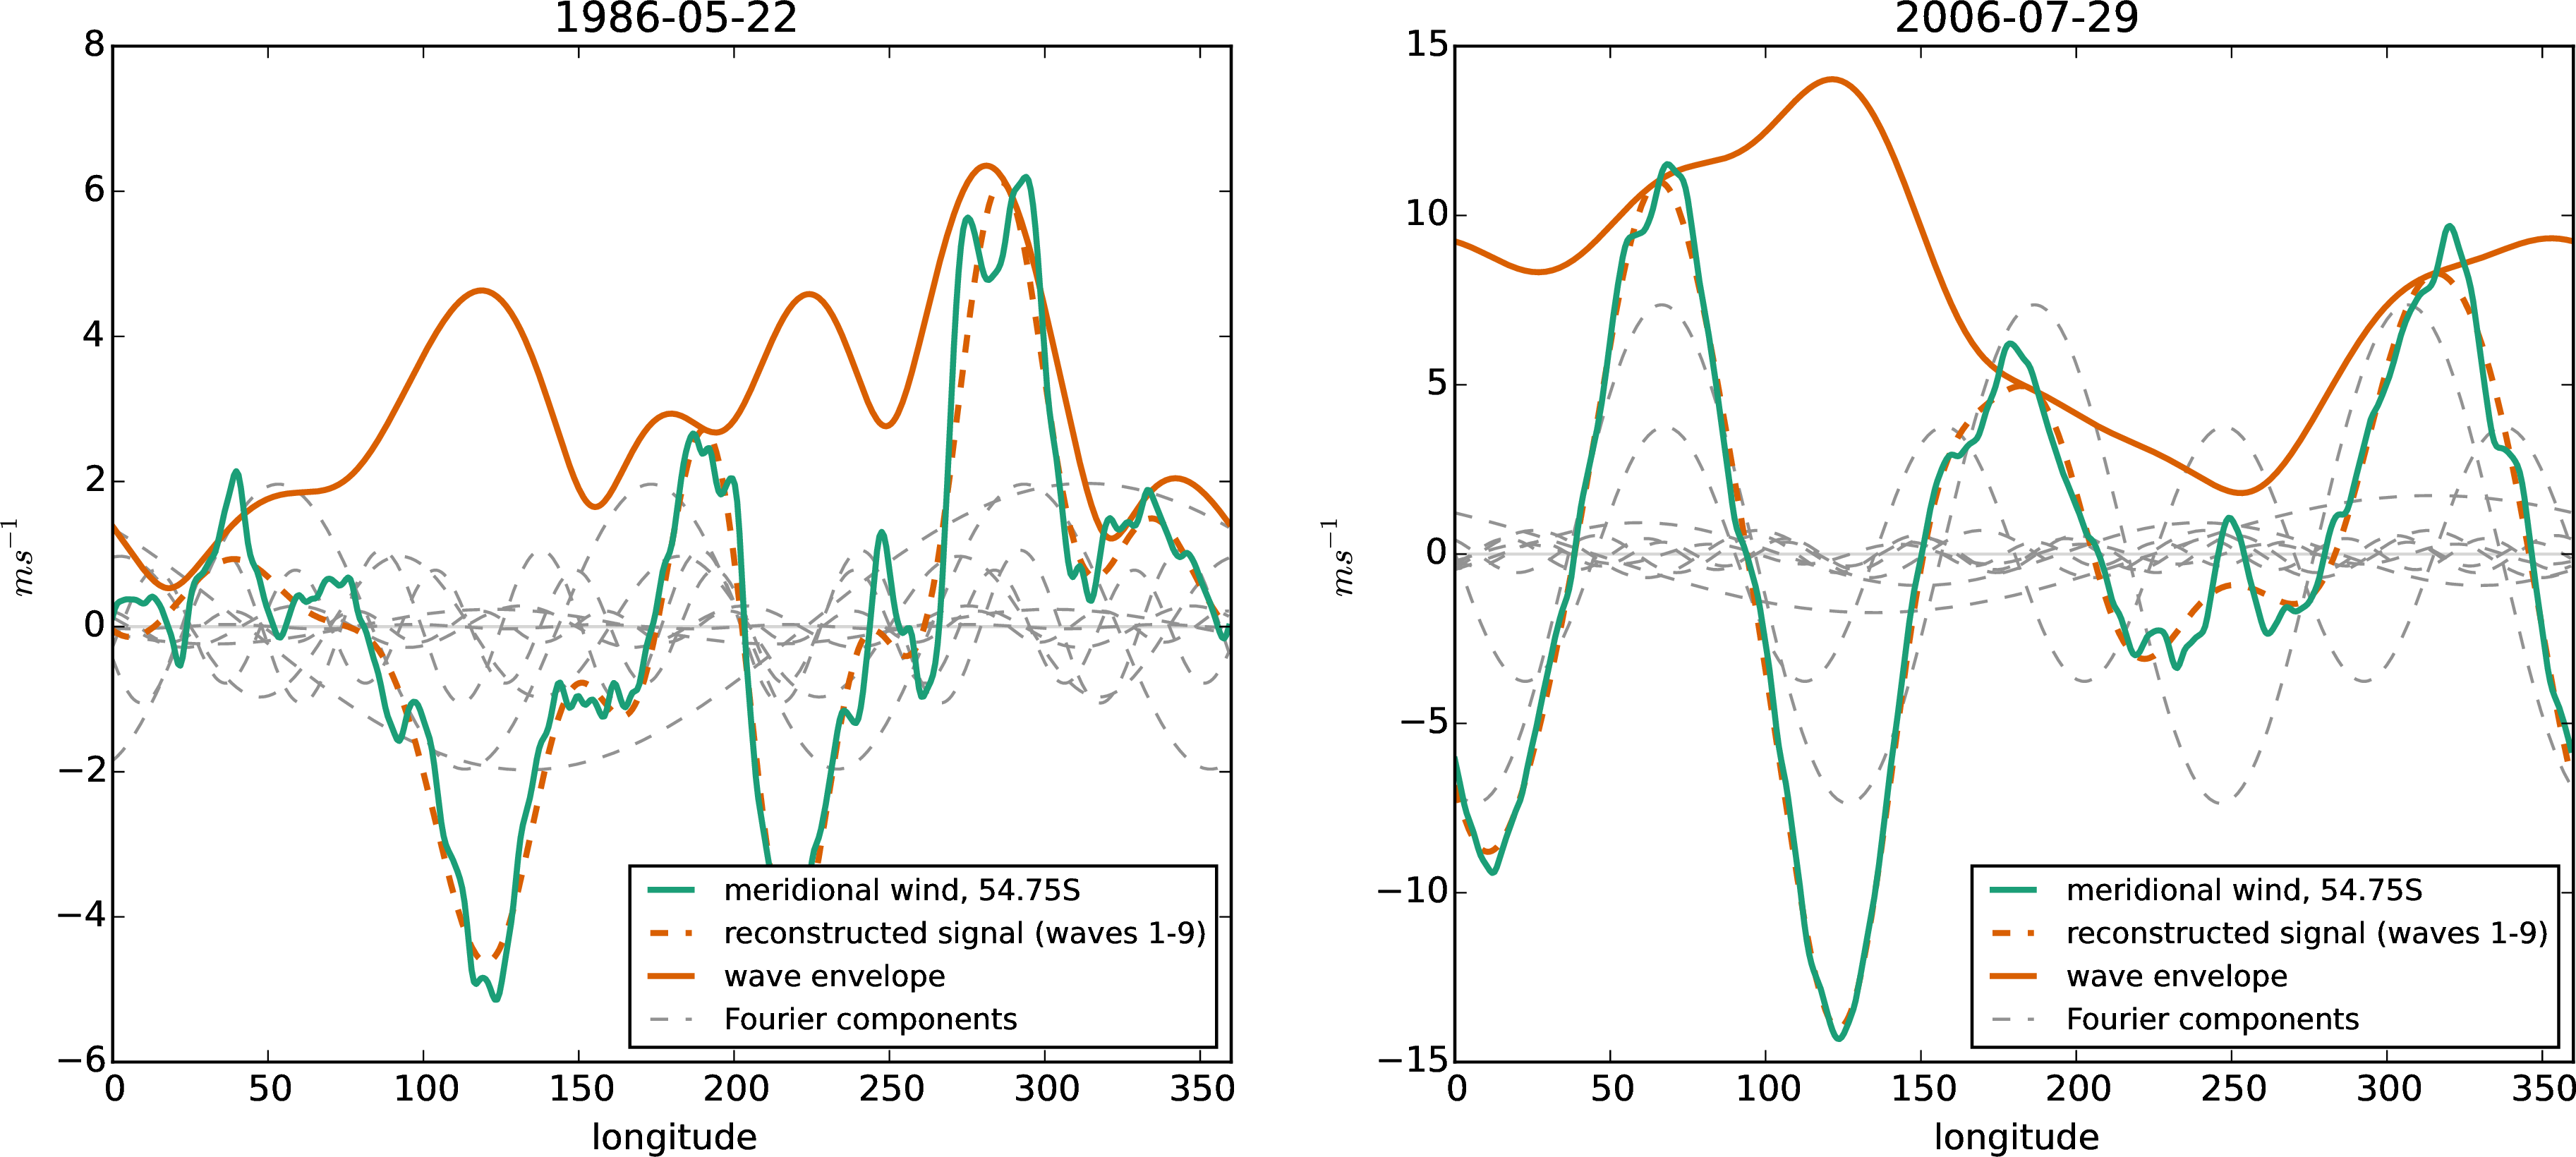 1986-05-22
8
6
4
2
0
−2
−4
−6
ms⁻¹
0 50 100 150 200 250 300 350
longitude
meridional wind, 54.75S
reconstructed signal (waves 1-9)
wave envelope
Fourier components
2006-07-29
15
10
5
0
−5
−10
−15
ms⁻¹
0 50 100 150 200 250 300 350
longitude
meridional wind, 54.75S
reconstructed signal (waves 1-9)
wave envelope
Fourier components